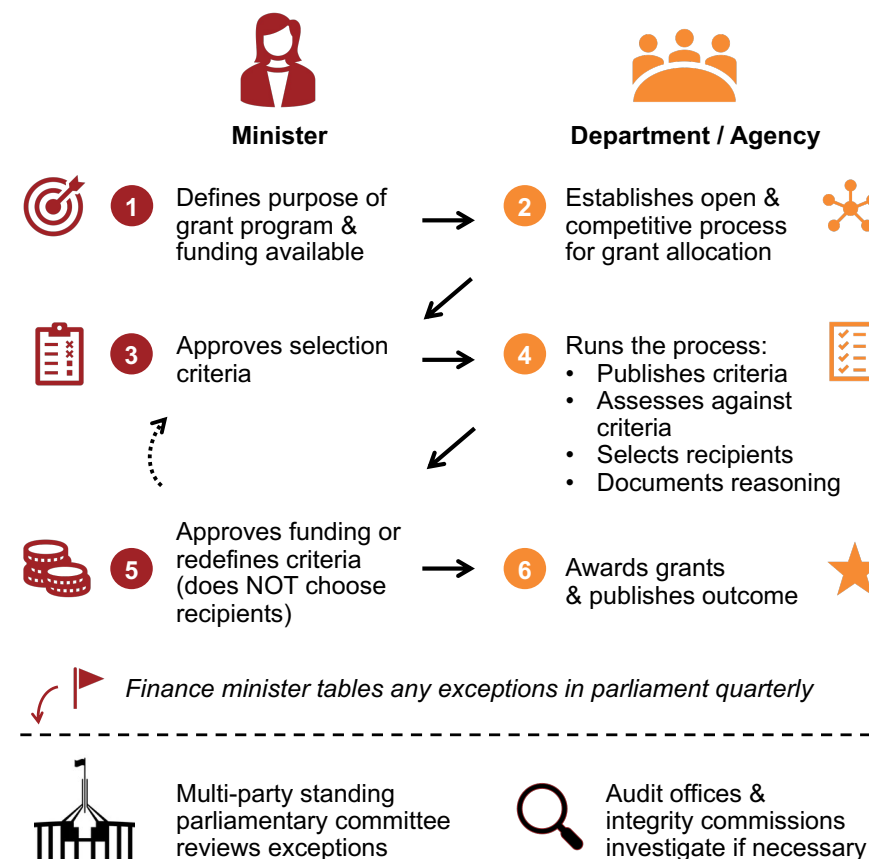 Minister
Department / Agency
1
Defines purpose of
grant program &
funding available
2
Establishes open &
competitive process
for grant allocation
3
Approves selection
criteria
4
Runs the process:
• Publishes criteria
• Assesses against
criteria
• Selects recipients
• Documents reasoning
5
Approves funding or
redefines criteria
(does NOT choose
recipients)
6
Awards grants
& publishes outcome
Finance minister tables any exceptions in parliament quarterly
Multi-party standing
parliamentary committee
reviews exceptions
Audit offices &
integrity commissions
investigate if necessary